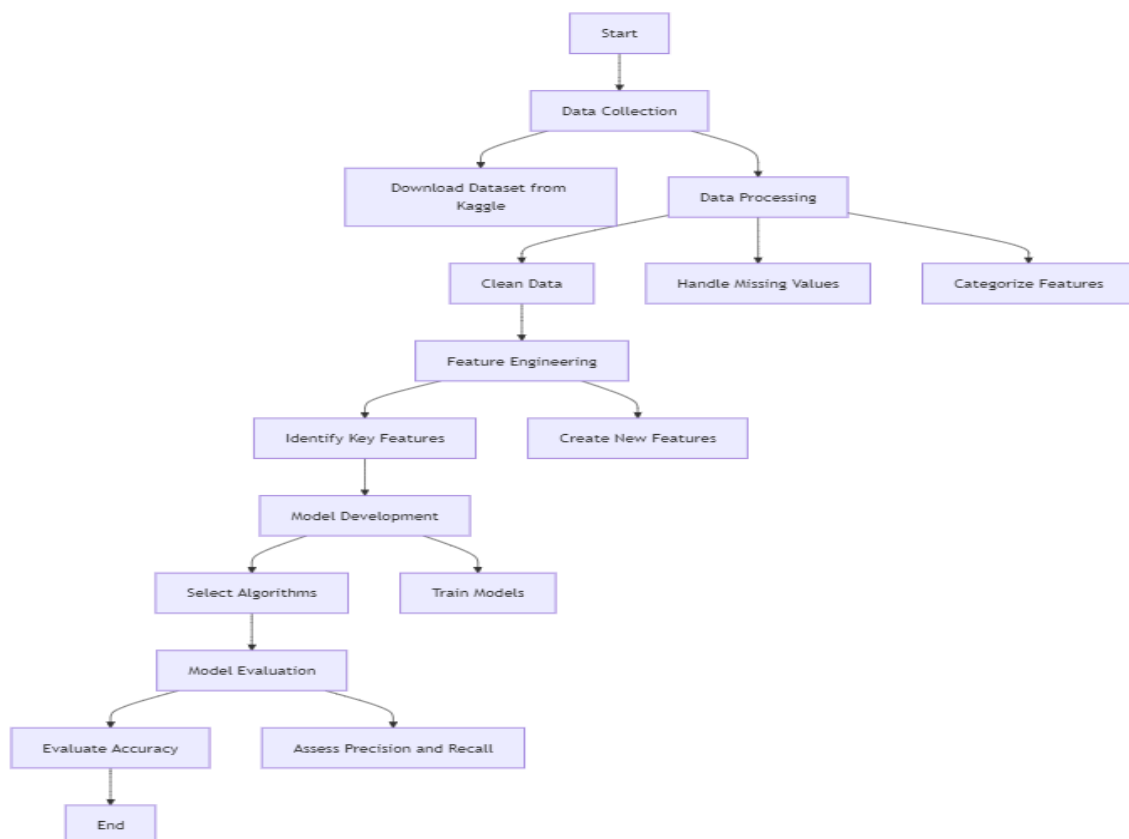 Start
Data Collection
Download Dataset from
Kaggle
Data Processing
Clean Data
Handle Missing Values
Categorize Features
Feature Engineering
Identify Key Features
Create New Features
Model Development
Select Algorithms
Train Models
Model Evaluation
Evaluate Accuracy
Assess Precision and Recall
End